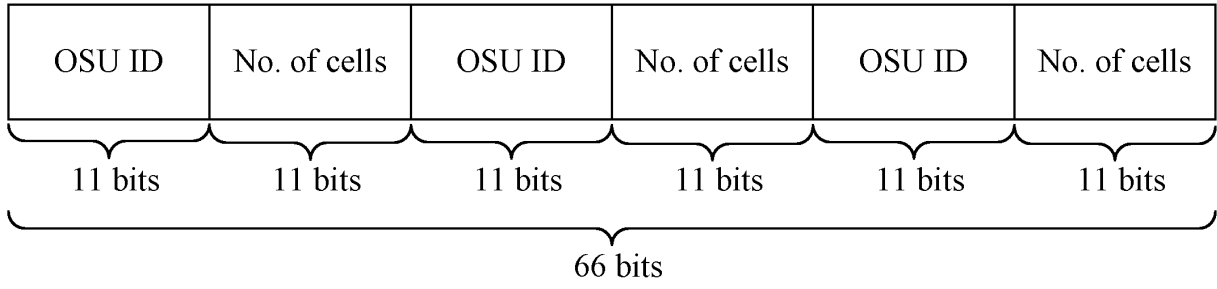 OSU ID No. of cells OSU ID No. of cells OSU ID No. of cells
11 bits 11 bits 11 bits 11 bits 11 bits 11 bits
66 bits